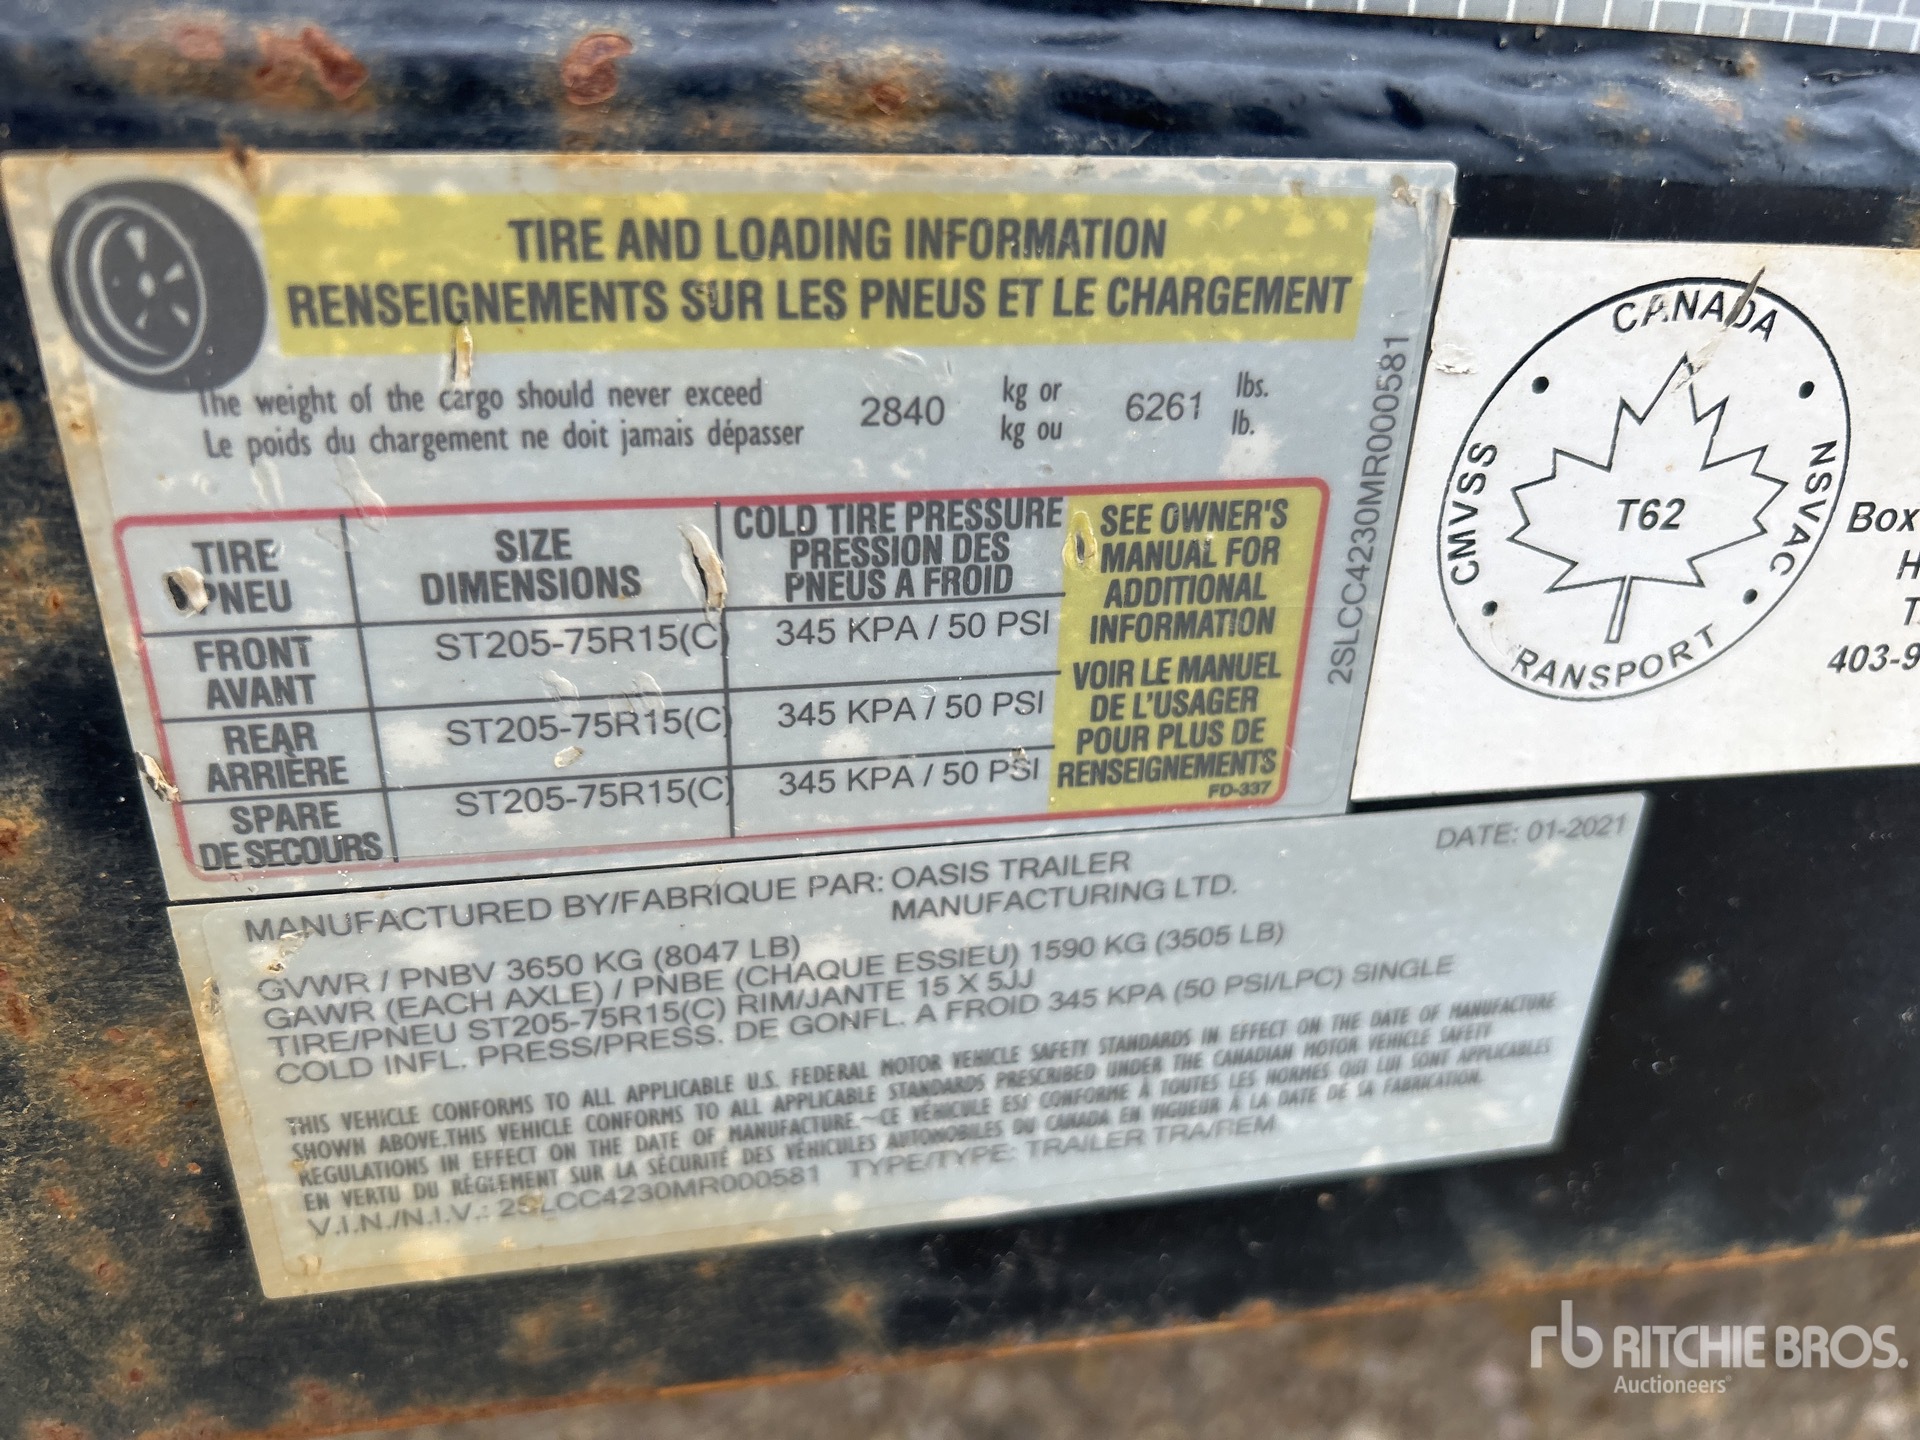 TIRE AND LOADING INFORMATION
RENSEIGNEMENTS SUR LES PNEUS ET LE CHARGEMENT
The weight of the cargo should never exceed 2840 kg or 6261 lbs.
Le poids du chargement ne doit jamais dépasser kg ou lb.
TIRE PNEU
SIZE DIMENSIONS
COLD TIRE PRESSURE
PRESSION DES
PNEUS A FROID
FRONT AVANT ST205-75R15(C) 345 KPA / 50 PSI
REAR ARRIÈRE ST205-75R15(C) 345 KPA / 50 PSI
SPARE DE SECOURS ST205-75R15(C) 345 KPA / 50 PSI
SEE OWNER'S
MANUAL FOR
ADDITIONAL
INFORMATION
VOIR LE MANUEL
DE L'USAGER
POUR PLUS DE
RENSEIGNEMENTS
FD-337
2SLCC4230MR000581
CANADA
CMVSS
NSVAC
T62
RANSPORT
Box
403-9
DATE: 01-2021
MANUFACTURED BY/FABRIQUE PAR: OASIS TRAILER
MANUFACTURING LTD.
GVWR / PNBV 3650 KG (8047 LB)
GAWR (EACH AXLE) / PNBE (CHAQUE ESSIEU) 1590 KG (3505 LB)
TIRE/PNEU ST205-75R15(C) RIM/JANTE 15 X 5JJ
COLD INFL. PRESS/PRESS. DE GONFL. A FROID 345 KPA (50 PSI/LPC) SINGLE
THIS VEHICLE CONFORMS TO ALL APPLICABLE U.S. FEDERAL MOTOR VEHICLE SAFETY STANDARDS IN EFFECT ON THE DATE OF MANUFACTURE
SHOWN ABOVE.THIS VEHICLE CONFORMS TO ALL APPLICABLE STANDARDS PRESCRIBED UNDER THE CANADIAN MOTOR VEHICLE SAFETY
REGULATIONS IN EFFECT ON THE DATE OF MANUFACTURE.–CE VÉHICULE EST CONFORME À TOUTES LES NORMES QUI LUI SONT APPLICABLES
EN VERTU DU RÈGLEMENT SUR LA SÉCURITÉ DES VÉHICULES AUTOMOBILES DU CANADA EN VIGUEUR À LA DATE DE SA FABRICATION.
V.I.N./N.I.V.: 2SLCC4230MR000581 TYPE/TYPE: TRAILER TRA/REM
rb RITCHIE BROS.
Auctioneers